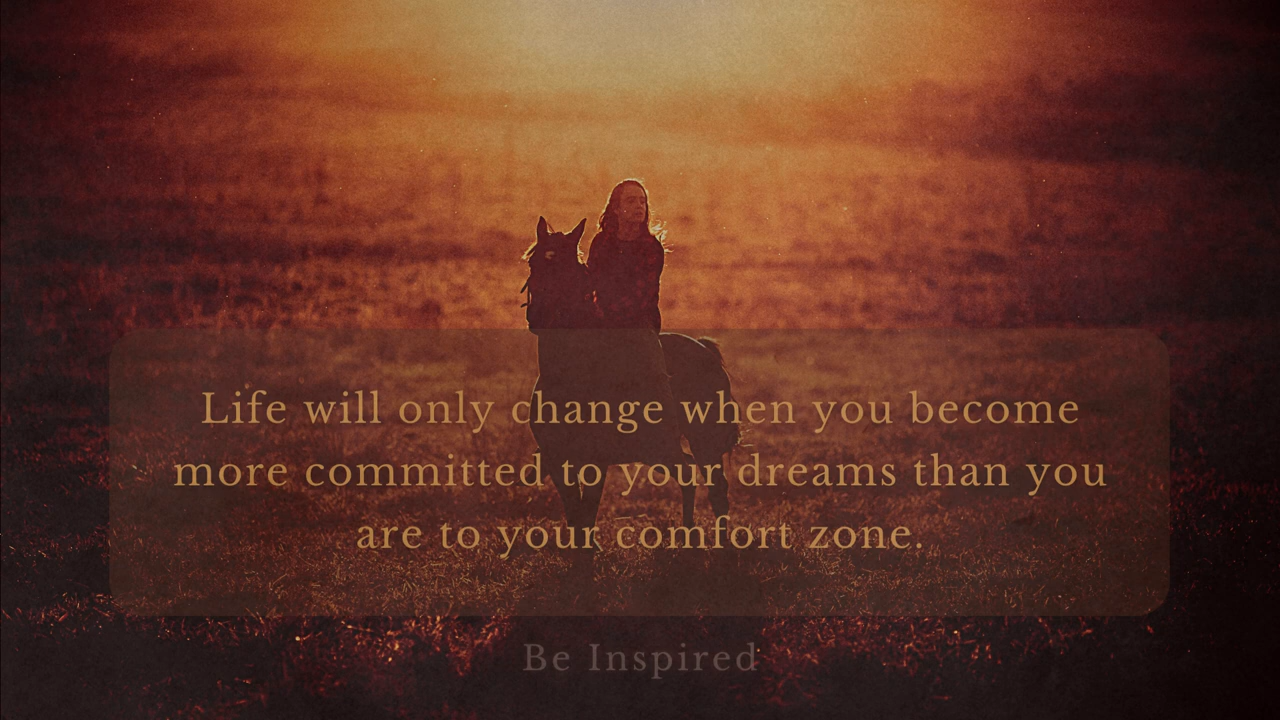 Life will only change when you become
more committed to your dreams than you
are to your comfort zone.
Be Inspired